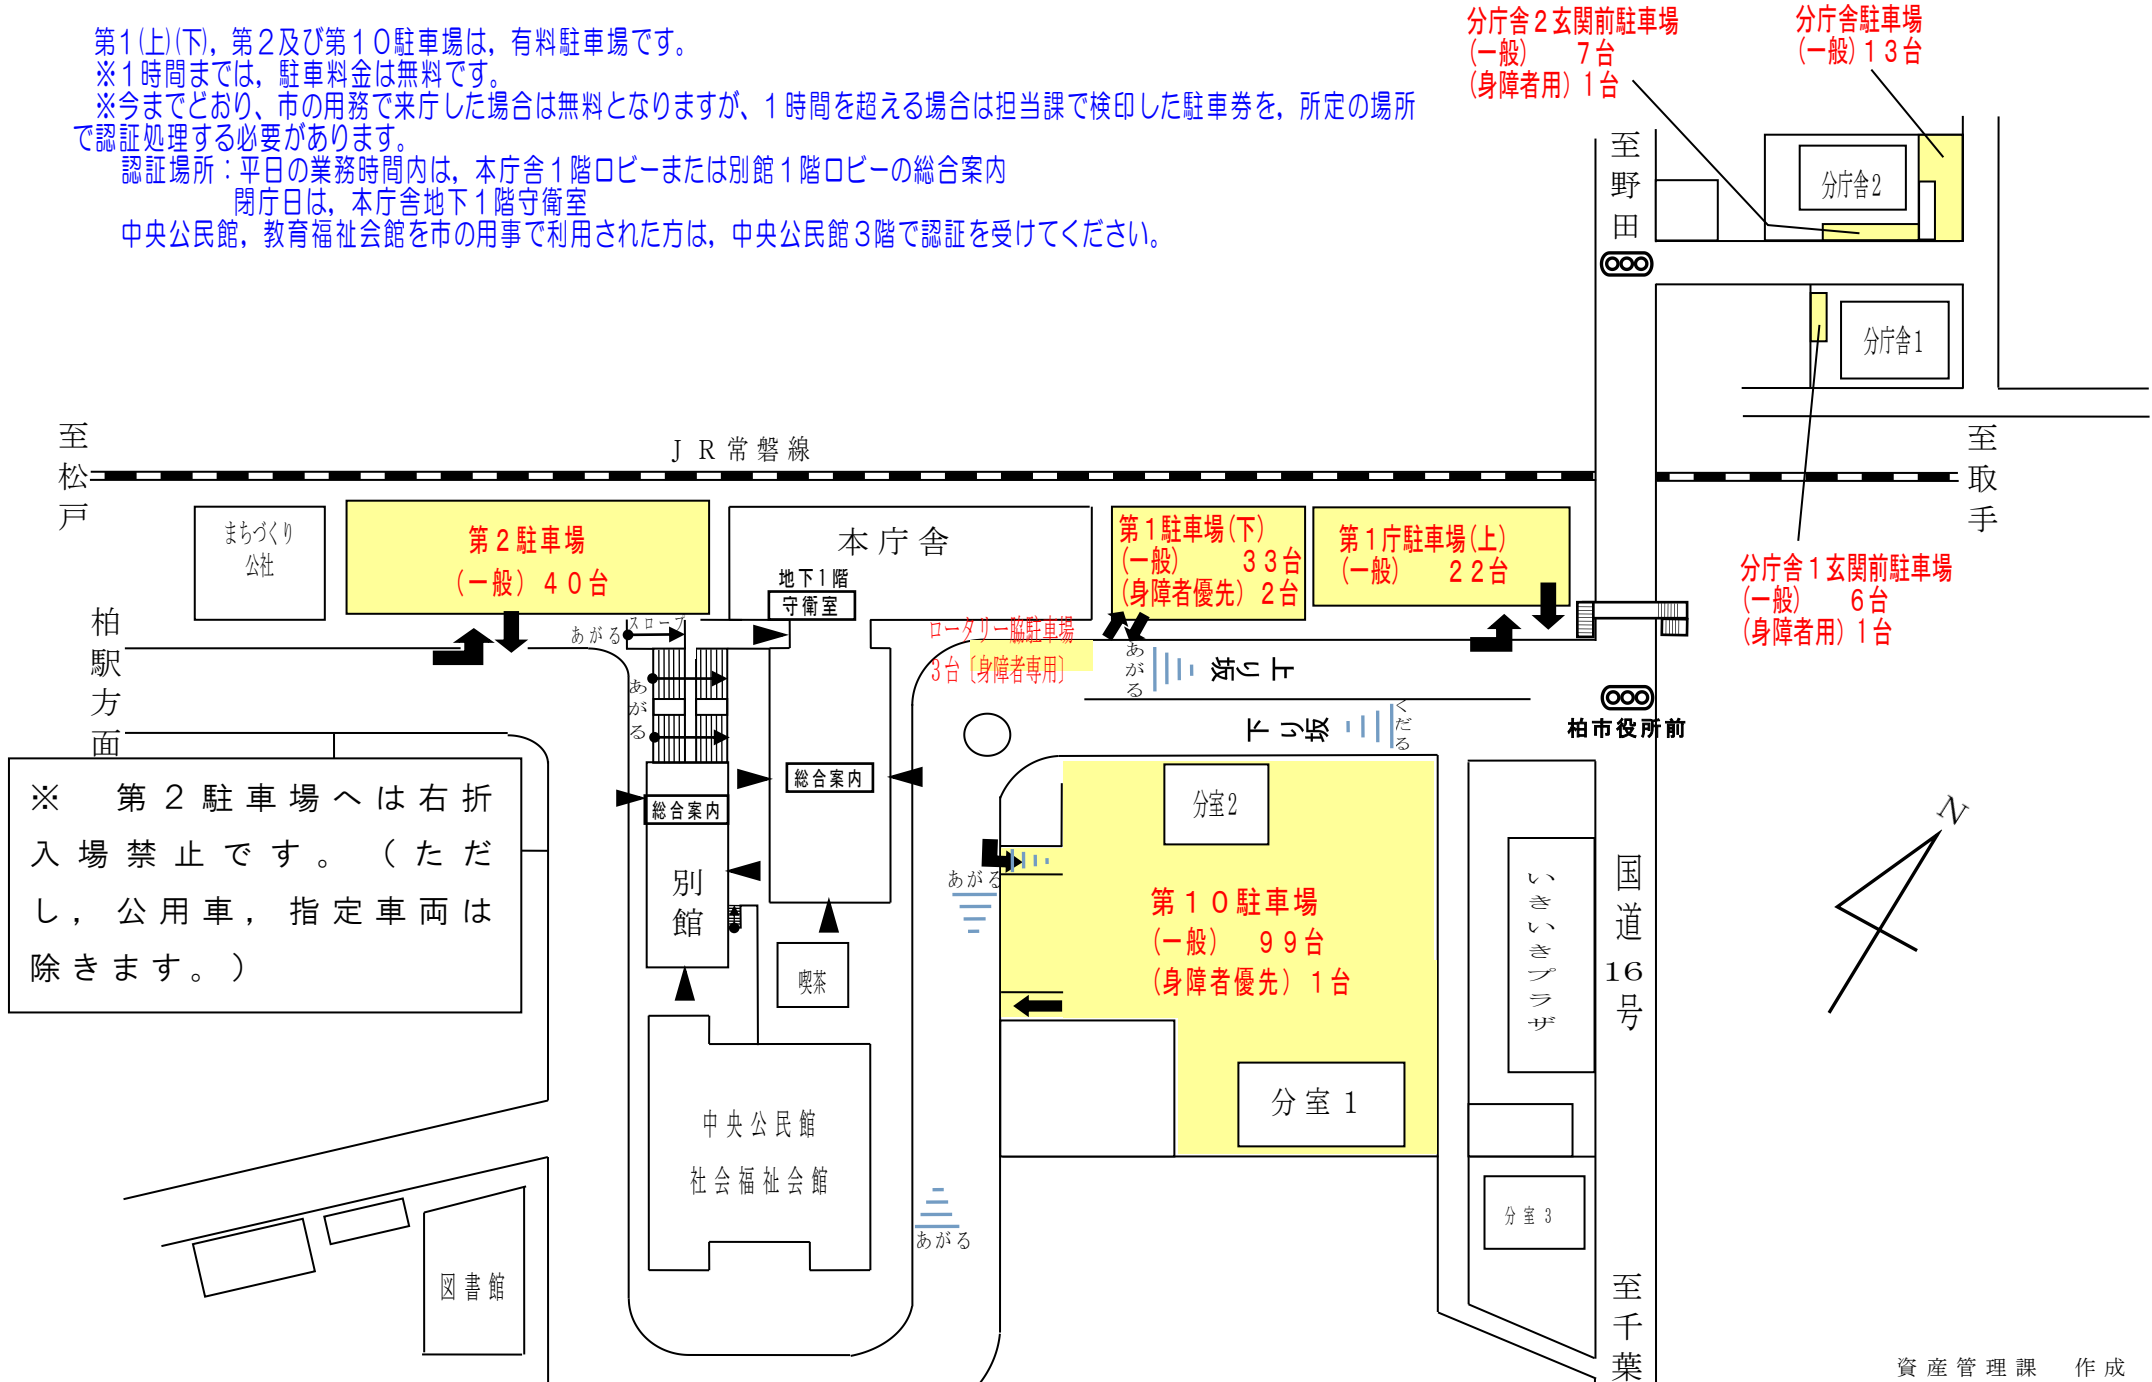 第1(上)(下),第2及び第10駐車場は,有料駐車場です。
※1時間までは,駐車料金は無料です。
※今までどおり、市の用務で来庁した場合は無料となりますが、1時間を超える場合は担当課で検印した駐車券を,所定の場所
で認証処理する必要があります。
認証場所:平日の業務時間内は,本庁舎1階ロビーまたは別館1階ロビーの総合案内
閉庁日は,本庁舎地下1階守衛室
中央公民館,教育福祉会館を市の用事で利用された方は,中央公民館3階で認証を受けてください。
分庁舎2玄関前駐車場
(一般) 7台
(身障者用)1台
分庁舎駐車場
(一般)13台
至野田
分庁舎2
分庁舎1
至松戸
JR常磐線
至取手
まちづくり
公社
第2駐車場
(一般)40台
本庁舎
地下1階
守衛室
第1駐車場(下)
(一般) 33台
(身障者優先)2台
第1庁駐車場(上)
(一般) 22台
分庁舎1玄関前駐車場
(一般) 6台
(身障者用)1台
柏駅方面
あがる
スロープ
ロータリー脇駐車場
3台〔身障者専用〕
あがる
上り坂
あがる
下り坂
くだる
柏市役所前
※ 第2駐車場へは右折
入場禁止です。(ただ
し,公用車,指定車両は
除きます。)
総合案内
総合案内
別館
分室2
N
あがる
第10駐車場
(一般) 99台
(身障者優先)1台
いきいきプラザ
国道16号
喫茶
中央公民館
社会福祉会館
分室1
分室3
あがる
図書館
至千葉
資産管理課 作成